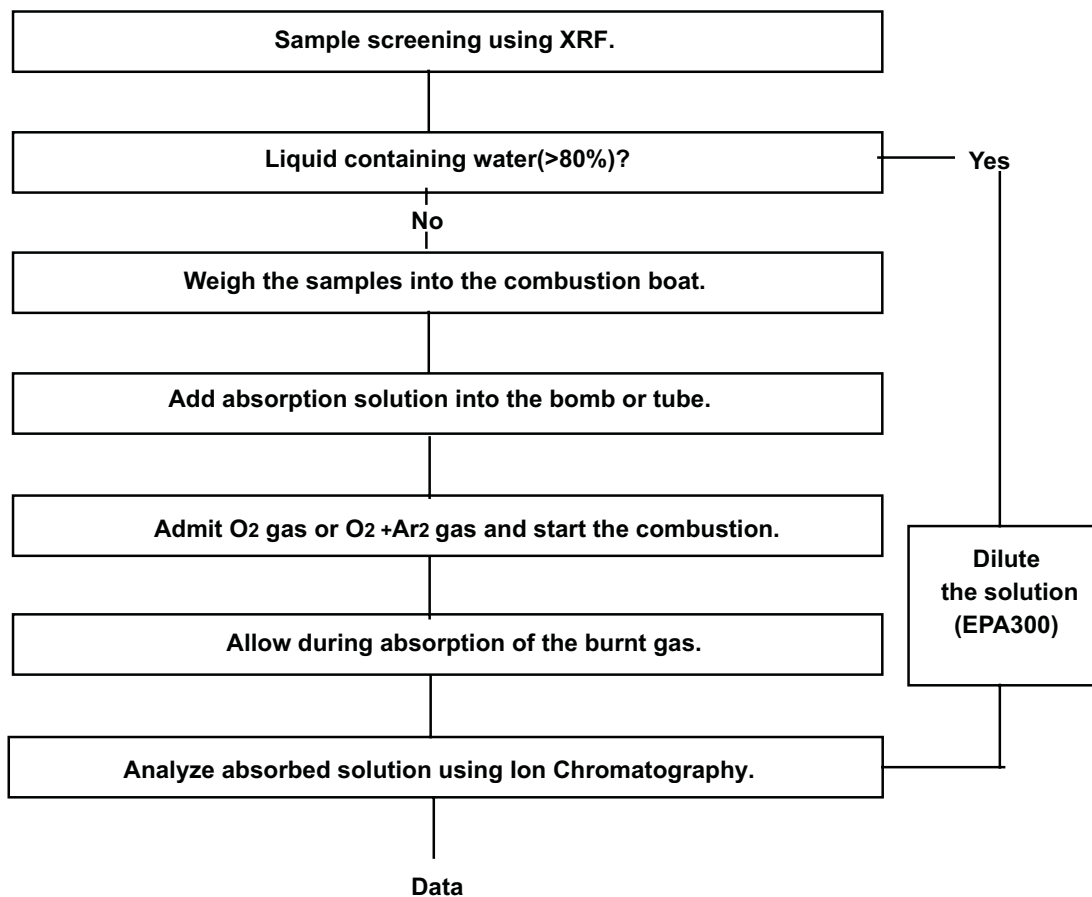 Sample screening using XRF.
Liquid containing water(>80%)?
Yes
No
Weigh the samples into the combustion boat.
Add absorption solution into the bomb or tube.
Admit O2 gas or O2 +Ar2 gas and start the combustion.
Dilute
the solution
(EPA300)
Allow during absorption of the burnt gas.
Analyze absorbed solution using Ion Chromatography.
Data